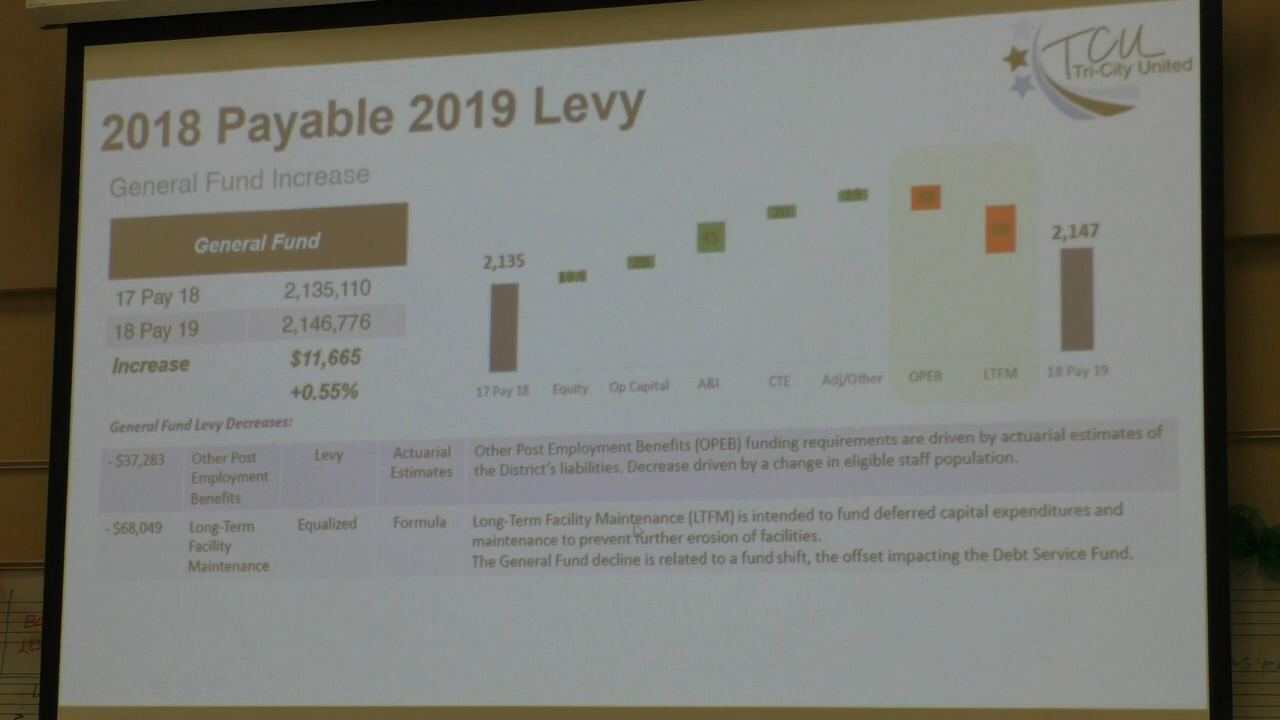 TCU
Tri-City United
2018 Payable 2019 Levy
General Fund Increase
General Fund
17 Pay 18 2,135,110
18 Pay 19 2,146,776
Increase $11,665
+0.55%
2,135
45
20
2,147
17 Pay 18 Equity Op Capital A&I CTE Adj/Other OPEB LTFM 18 Pay 19
General Fund Levy Decreases:
- $37,283 Other Post Employment Benefits Levy Actuarial Estimates
Other Post Employment Benefits (OPEB) funding requirements are driven by actuarial estimates of
the District's liabilities. Decrease driven by a change in eligible staff population.
- $68,049 Long-Term Facility Maintenance Equalized Formula
Long-Term Facility Maintenance (LTFM) is intended to fund deferred capital expenditures and
maintenance to prevent further erosion of facilities.
The General Fund decline is related to a fund shift, the offset impacting the Debt Service Fund.